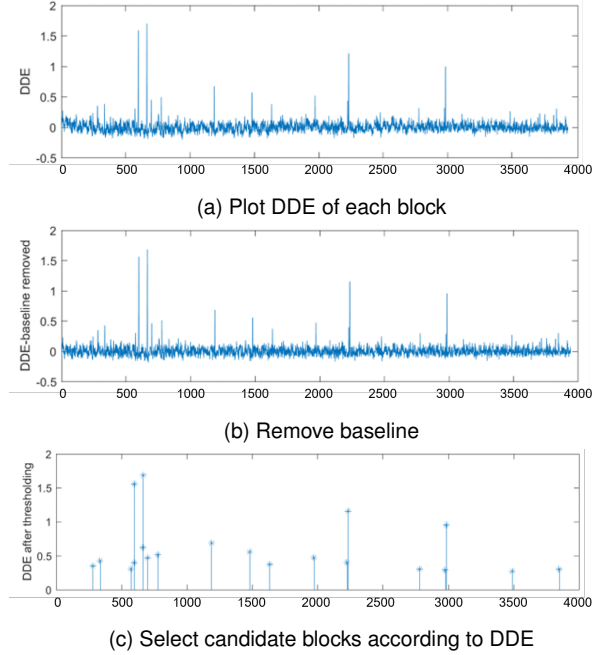 2
1.5
1
0.5
0
-0.5
DDE
0 500 1000 1500 2000 2500 3000 3500 4000
(a) Plot DDE of each block
2
1.5
1
0.5
0
-0.5
DDE-baseline removed
0 500 1000 1500 2000 2500 3000 3500 4000
(b) Remove baseline
2
1.5
1
0.5
0
DDE after thresholding
0 500 1000 1500 2000 2500 3000 3500 4000
(c) Select candidate blocks according to DDE